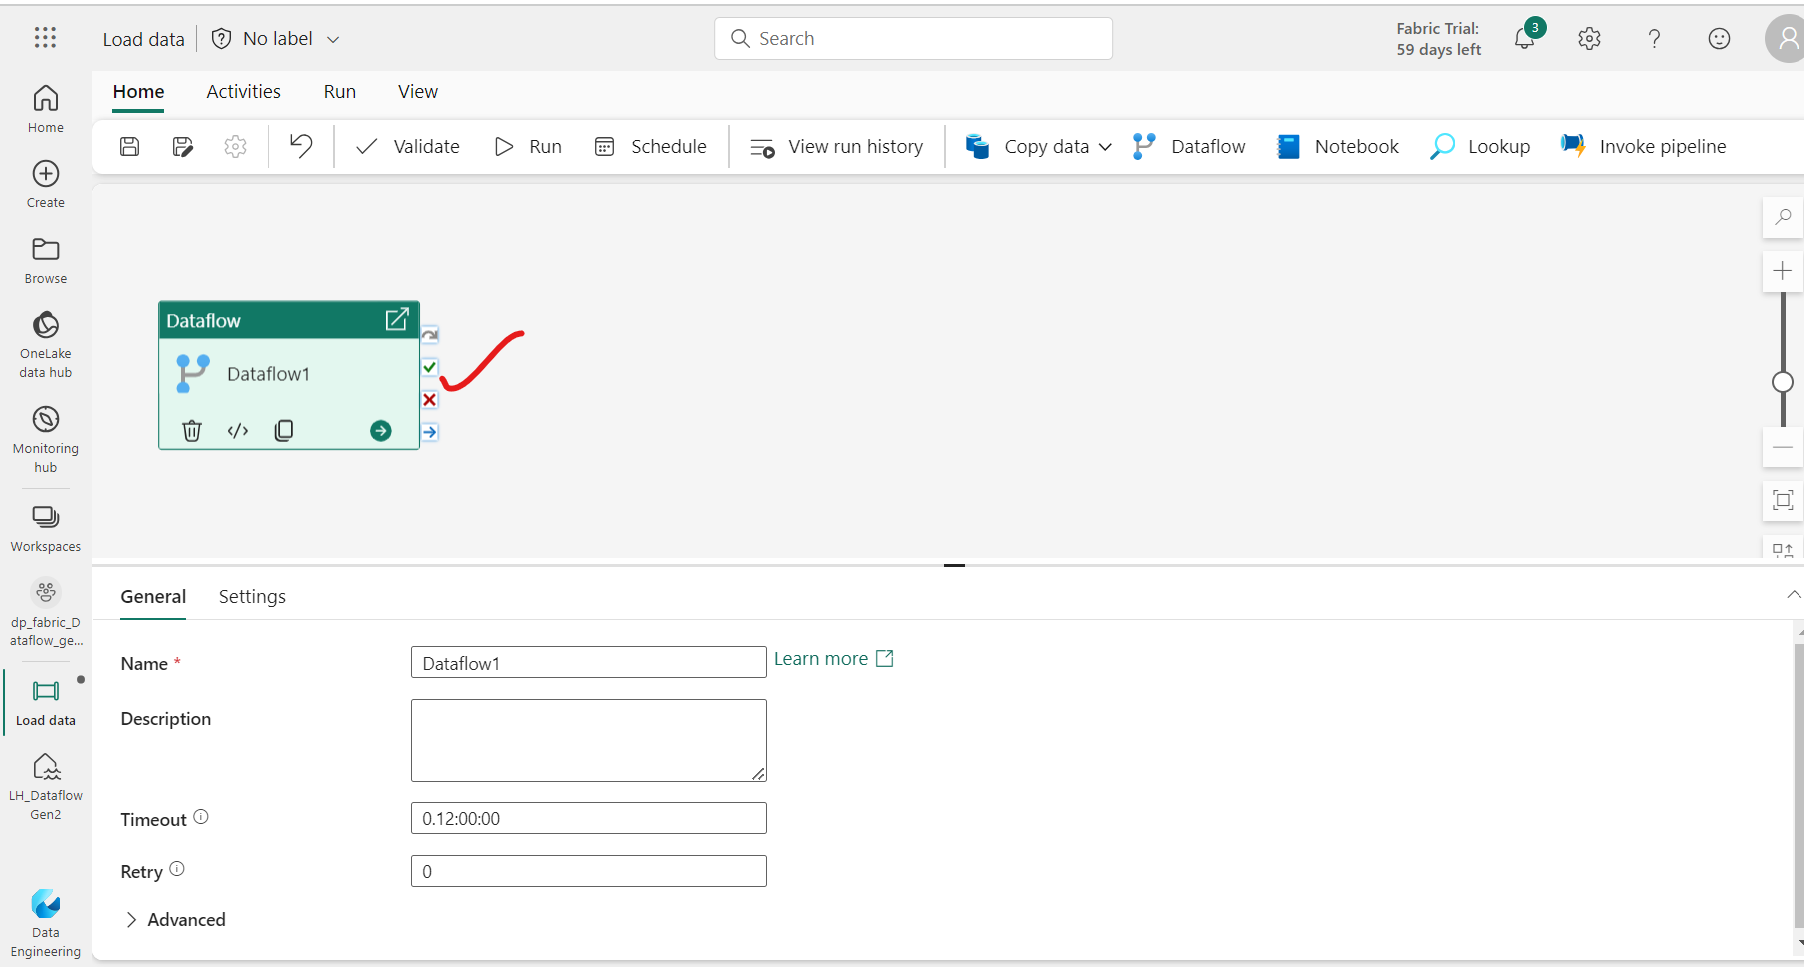 Load data
No label
Search
Fabric Trial:
59 days left
3
Home
Activities
Run
View
Validate
Run
Schedule
View run history
Copy data
Dataflow
Notebook
Lookup
Invoke pipeline
Home
Create
Browse
OneLake
data hub
Monitoring
hub
Workspaces
dp_fabric_D
ataflow_ge...
Load data
LH_Dataflow
Gen2
Data
Engineering
Dataflow
Dataflow1
General
Settings
Name *
Dataflow1
Learn more
Description
Timeout
0.12:00:00
Retry
0
Advanced